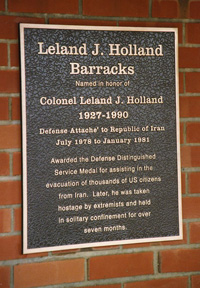 Leland J. Holland
Barracks
Named in honor of
Colonel Leland J. Holland
1927-1990
Defense Attache' to Republic of Iran
July 1978 to January 1981
Awarded the Defense Distinguished
Service Medal for assisting in the
evacuation of thousands of US citizens
from Iran. Later, he was taken
hostage by extremists and held
in solitary confinement for over
seven months.